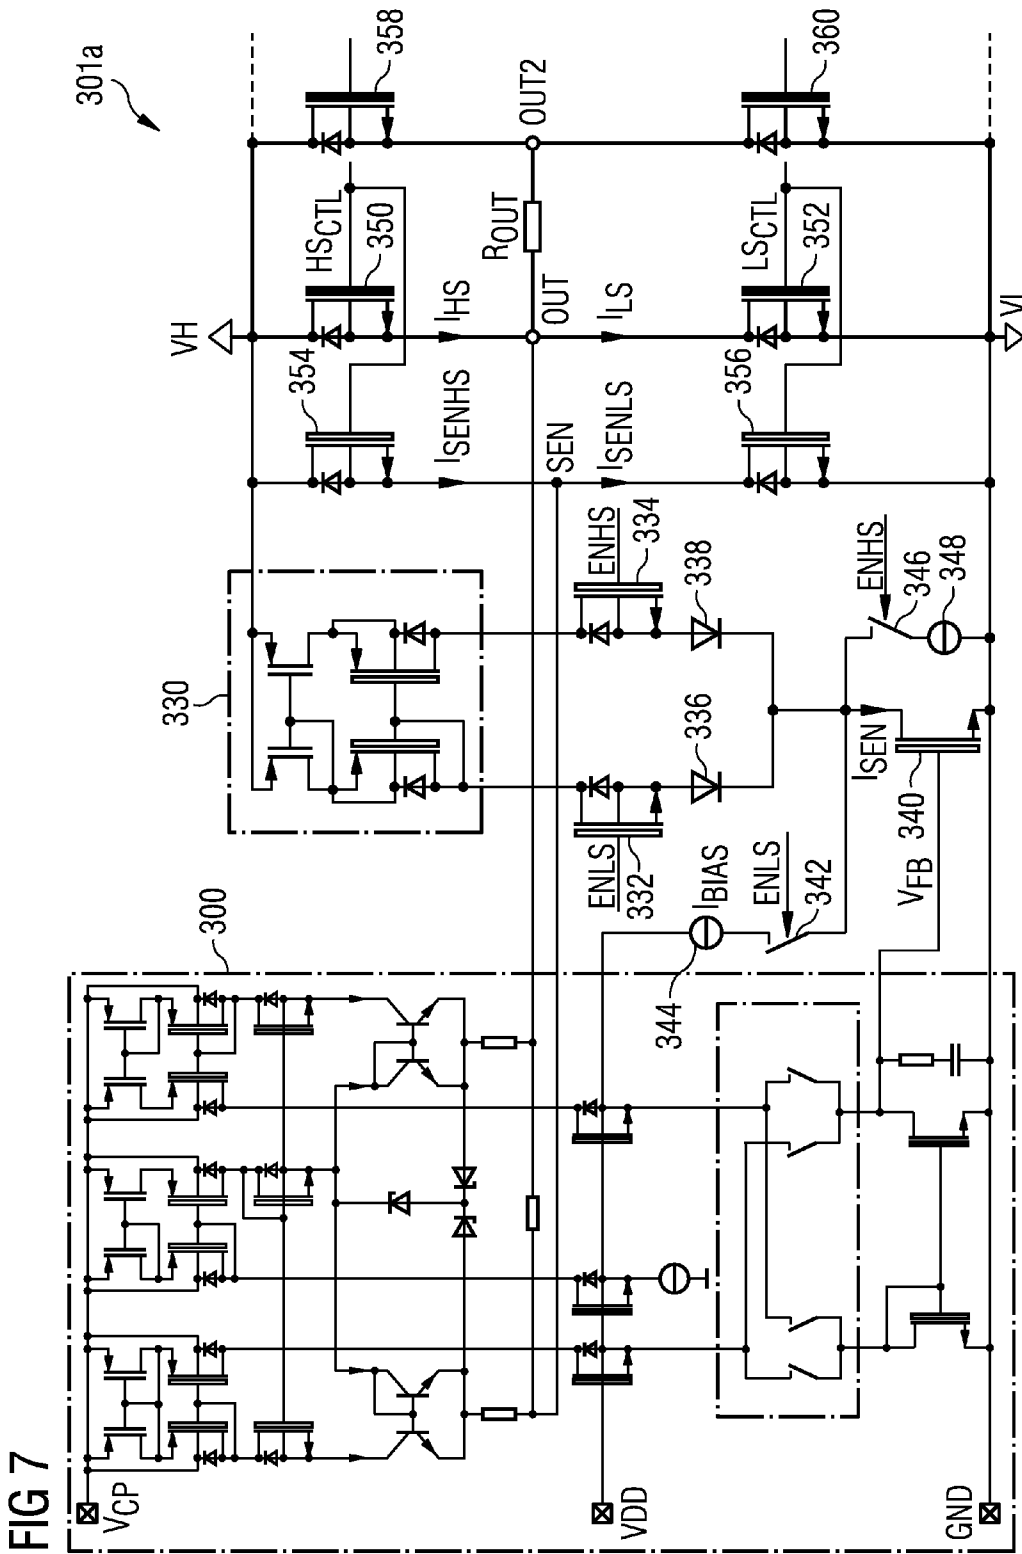 FIG 7
301a
300
VCP
VDD
GND
330
VH
354
HSCTL
350
358
IHS
ISENHS
SEN
OUT
ROUT
OUT2
ILS
ISENLS
LSCTL
352
356
360
ENHS
334
338
ENLS
332
336
IBIAS
344
ENLS
342
ENHS
346
348
ISEN
340
VFB